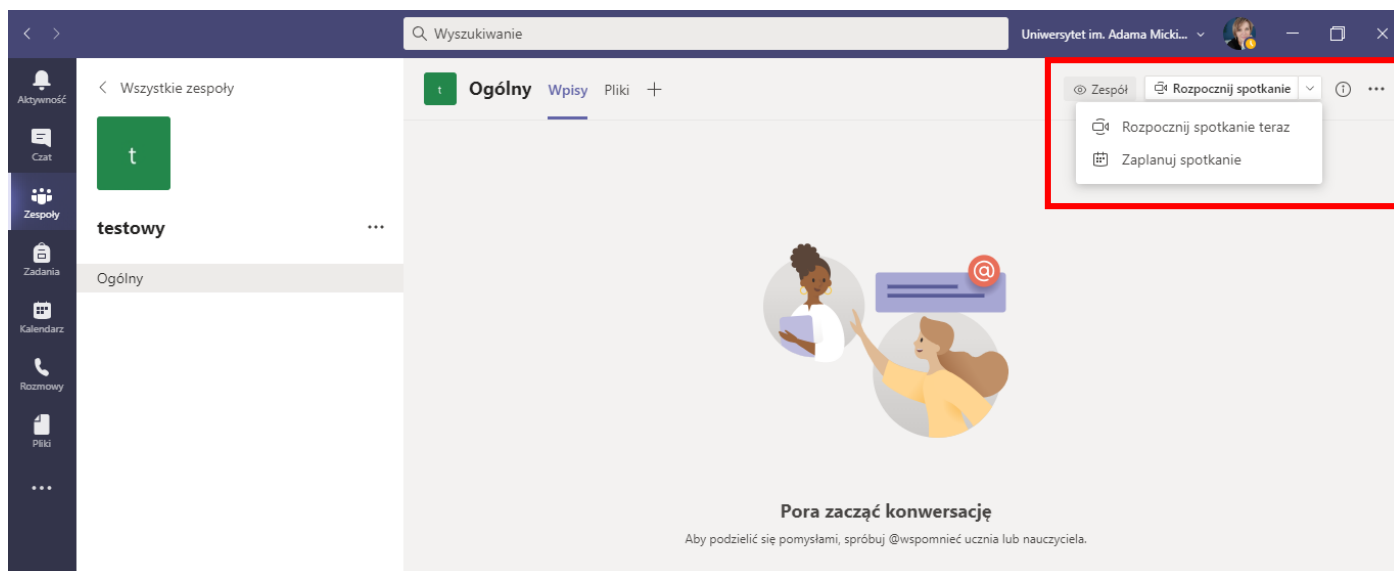 Wyszukiwanie
Uniwersytet im. Adama Micki...
Aktywność
Czat
Zespoły
Zadania
Kalendarz
Rozmowy
Pliki
Wszystkie zespoły
t
testowy
Ogólny
t Ogólny Wpisy Pliki
Zespół Rozpocznij spotkanie
Rozpocznij spotkanie teraz
Zaplanuj spotkanie
@
Pora zacząć konwersację
Aby podzielić się pomysłami, spróbuj @wspomnieć ucznia lub nauczyciela.